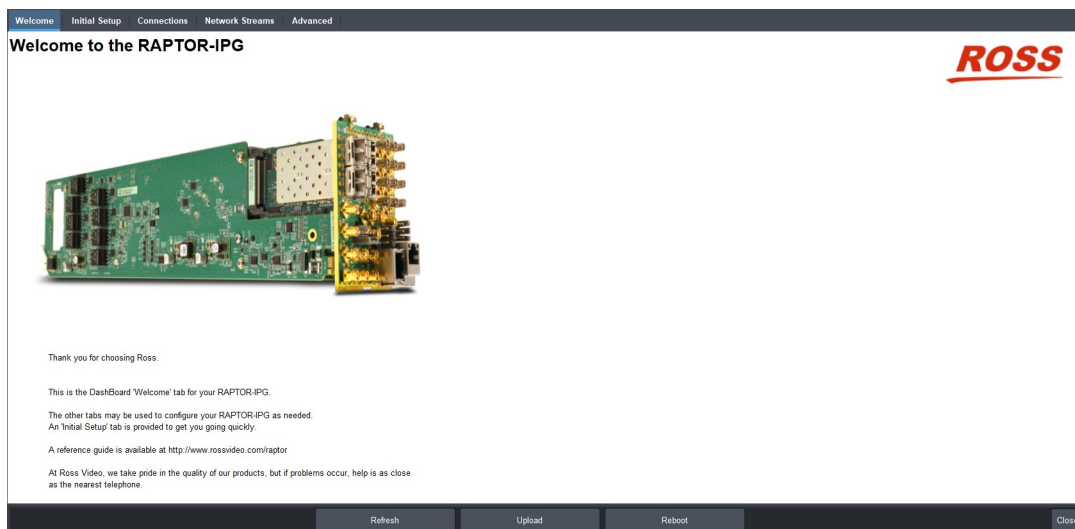 Welcome Initial Setup Connections Network Streams Advanced
Welcome to the RAPTOR-IPG
ROSS
Thank you for choosing Ross.
This is the DashBoard 'Welcome' tab for your RAPTOR-IPG.
The other tabs may be used to configure your RAPTOR-IPG as needed.
An 'Initial Setup' tab is provided to get you going quickly.
A reference guide is available at http://www.rossvideo.com/raptor
At Ross Video, we take pride in the quality of our products, but if problems occur, help is as close
as the nearest telephone.
Refresh Upload Reboot Close